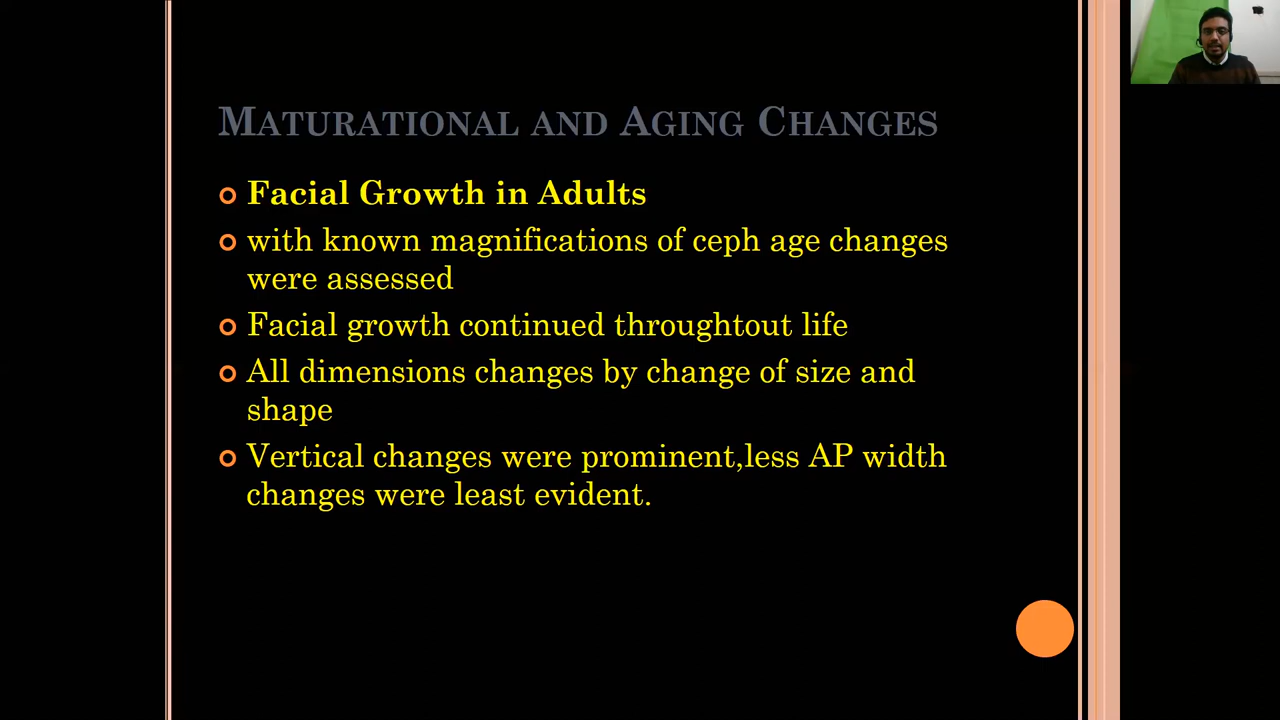 Maturational and Aging Changes
Facial Growth in Adults
with known magnifications of ceph age changes
were assessed
Facial growth continued throughtout life
All dimensions changes by change of size and
shape
Vertical changes were prominent,less AP width
changes were least evident.